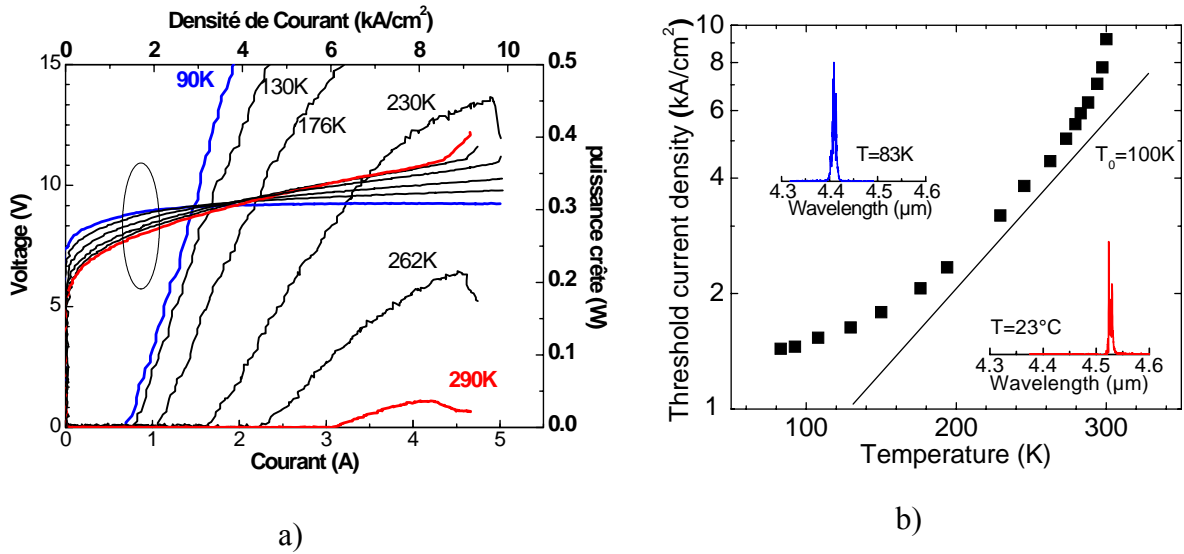 Densité de Courant (kA/cm²)
0 2 4 6 8 10
15 10 5 0
Voltage (V)
90K
130K
176K
230K
262K
290K
0.5 0.4 0.3 0.2 0.1 0.0
puissance crête (W)
0 1 2 3 4 5
Courant (A)
a)
10 8 6 4 2 1
Threshold current density (kA/cm²)
T=83K
4.3 4.4 4.5 4.6
Wavelength (µm)
T₀=100K
T=23°C
4.3 4.4 4.5 4.6
Wavelength (µm)
100 200 300
Temperature (K)
b)